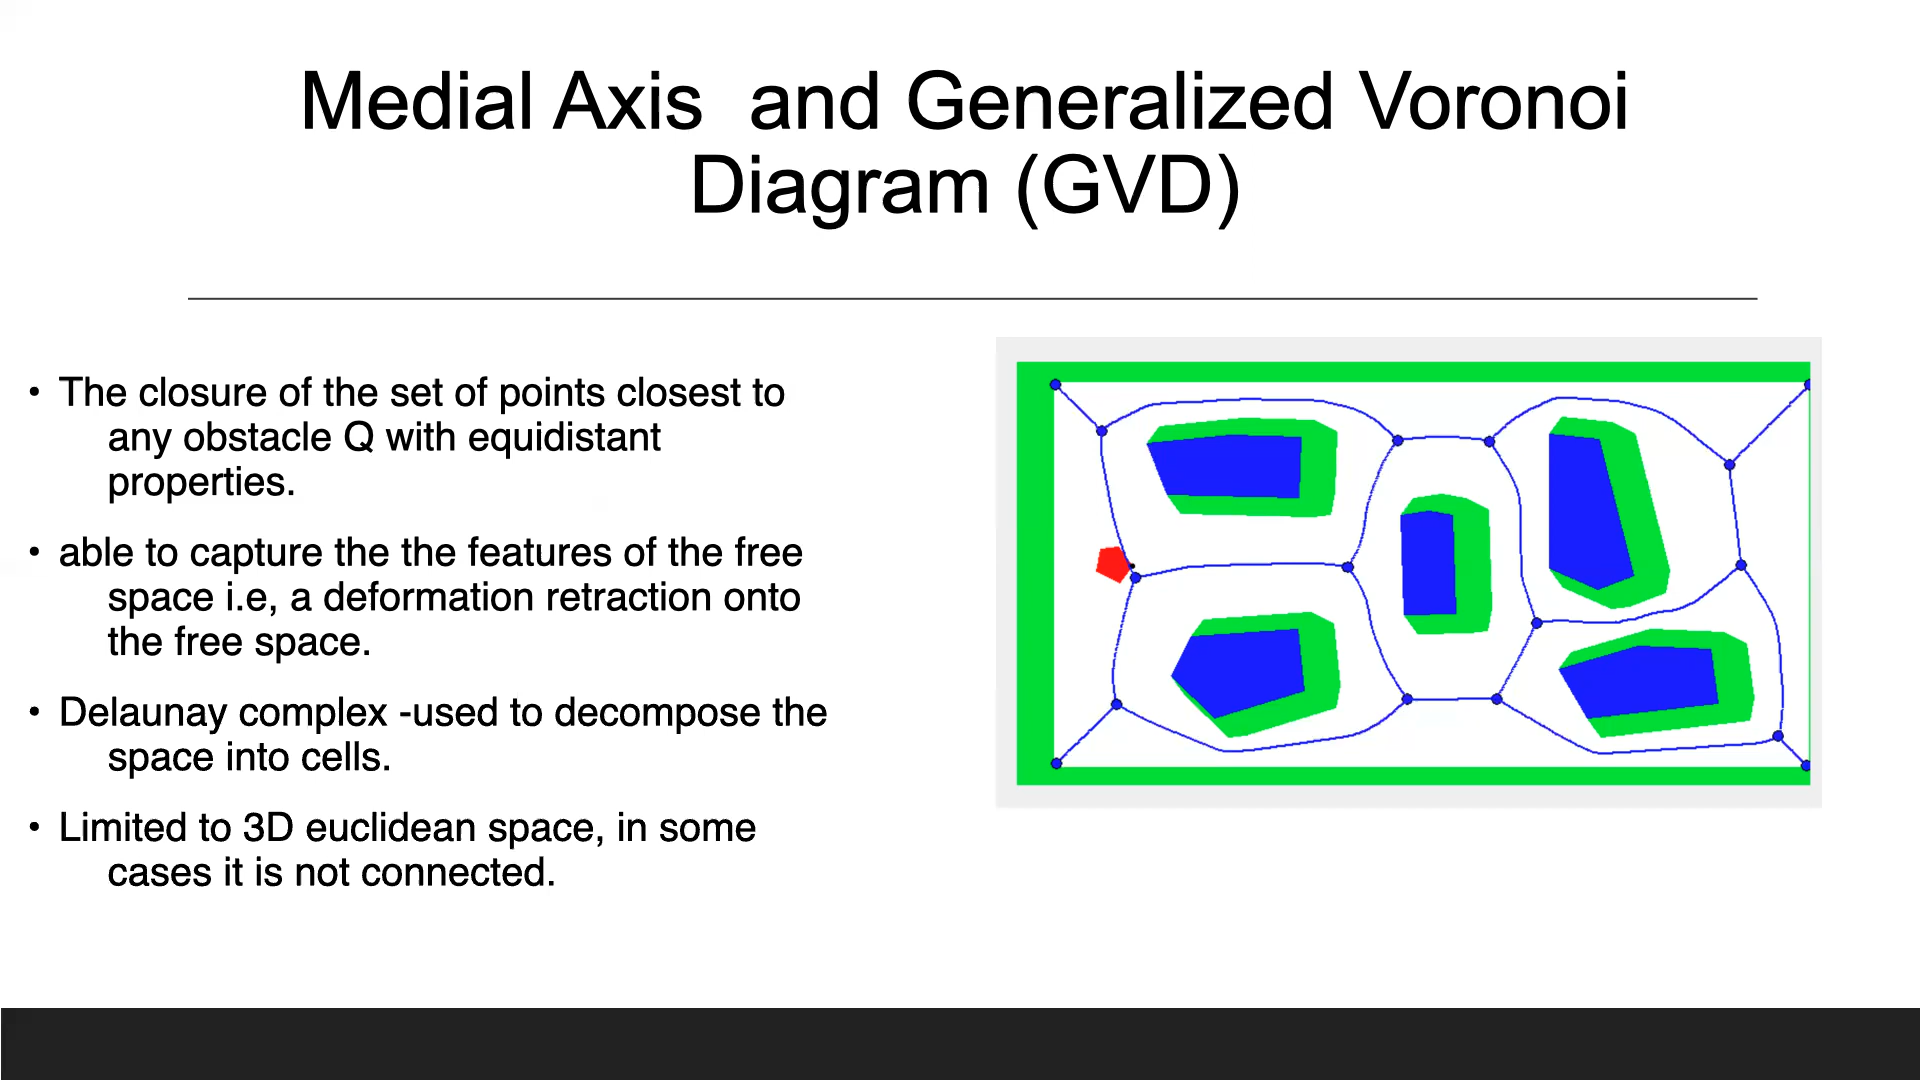 Medial Axis  and Generalized Voronoi
Diagram (GVD)
• The closure of the set of points closest to
any obstacle Q with equidistant
properties.
• able to capture the the features of the free
space i.e, a deformation retraction onto
the free space.
• Delaunay complex -used to decompose the
space into cells.
• Limited to 3D euclidean space, in some
cases it is not connected.